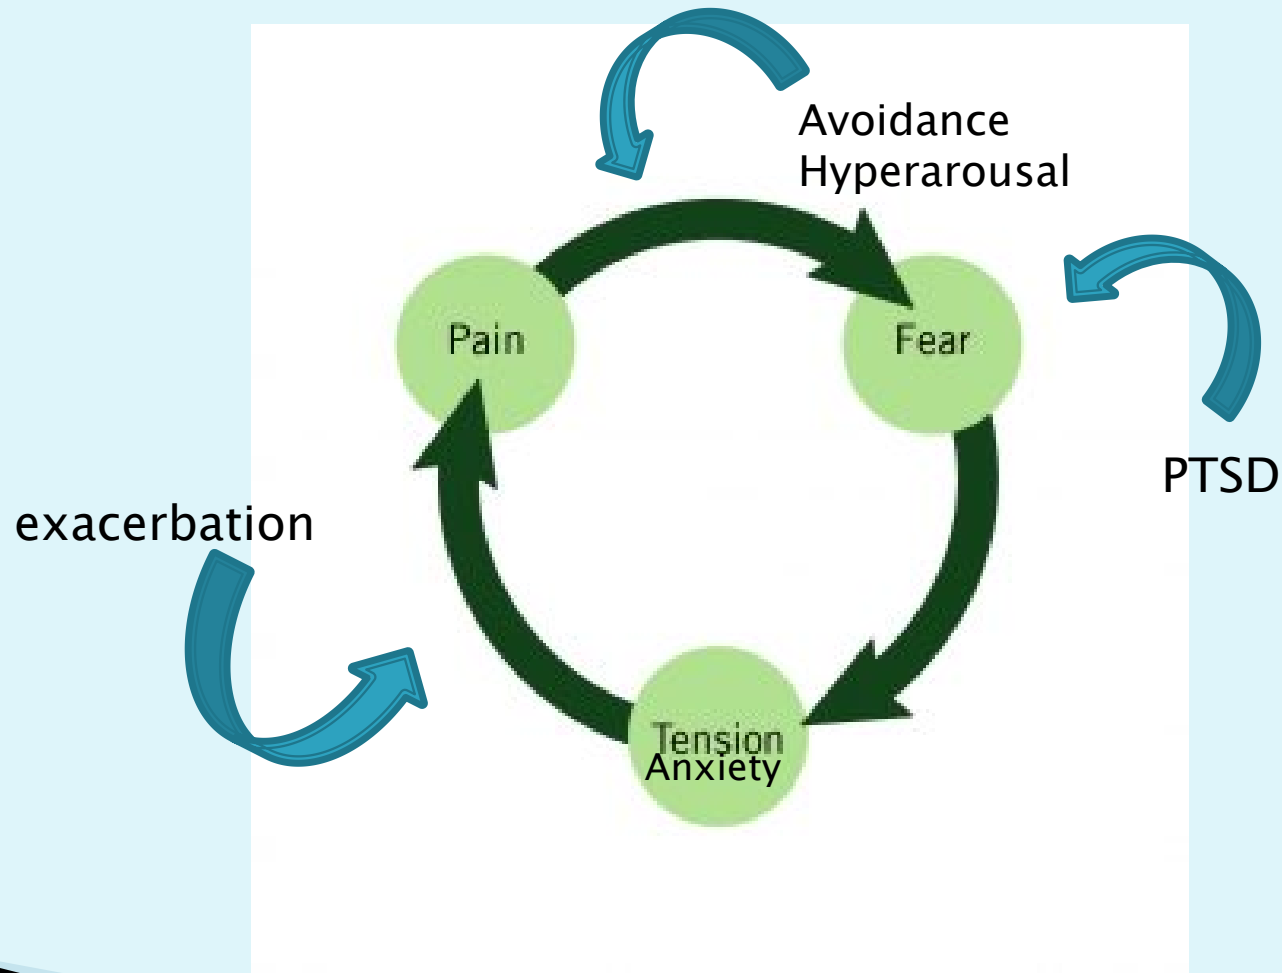 Avoidance
Hyperarousal
Pain
Fear
PTSD
exacerbation
Tension
Anxiety